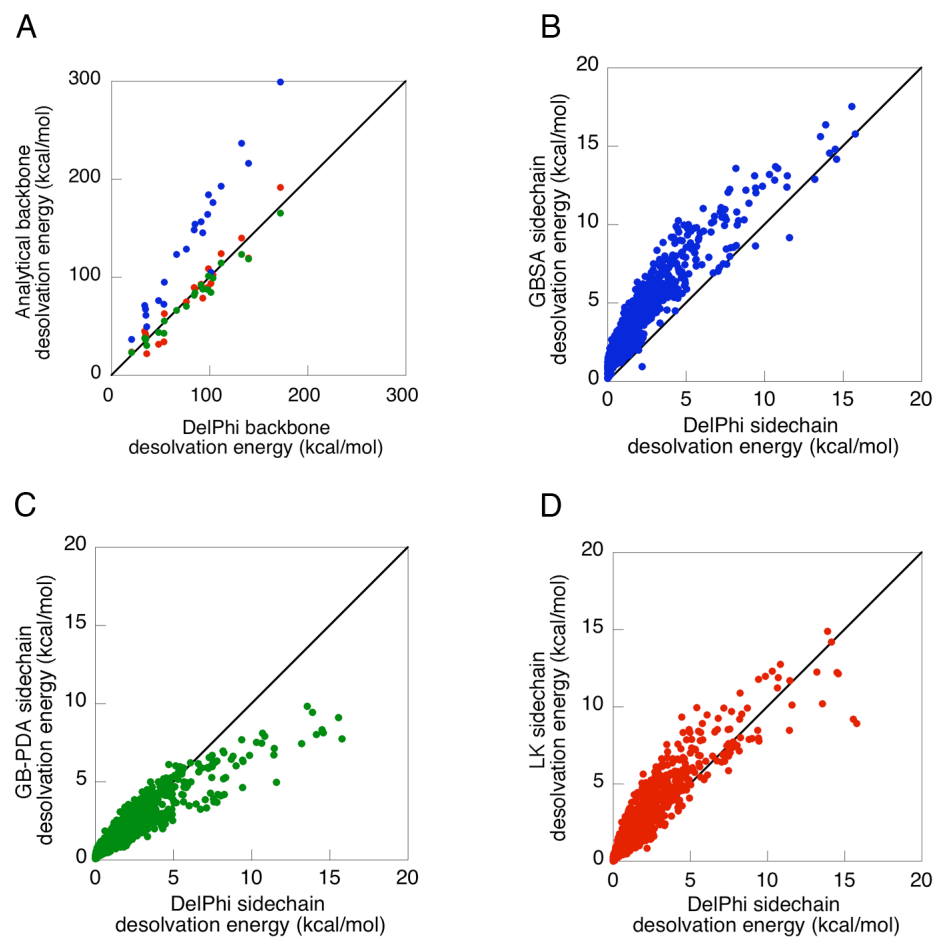 A
Analytical backbone
desolvation energy (kcal/mol)
300
200
100
0
0
100
200
300
DelPhi backbone
desolvation energy (kcal/mol)
B
GBSA sidechain
desolvation energy (kcal/mol)
20
15
10
5
0
0
5
10
15
20
DelPhi sidechain
desolvation energy (kcal/mol)
C
GB-PDA sidechain
desolvation energy (kcal/mol)
20
15
10
5
0
0
5
10
15
20
DelPhi sidechain
desolvation energy (kcal/mol)
D
LK sidechain
desolvation energy (kcal/mol)
20
15
10
5
0
0
5
10
15
20
DelPhi sidechain
desolvation energy (kcal/mol)